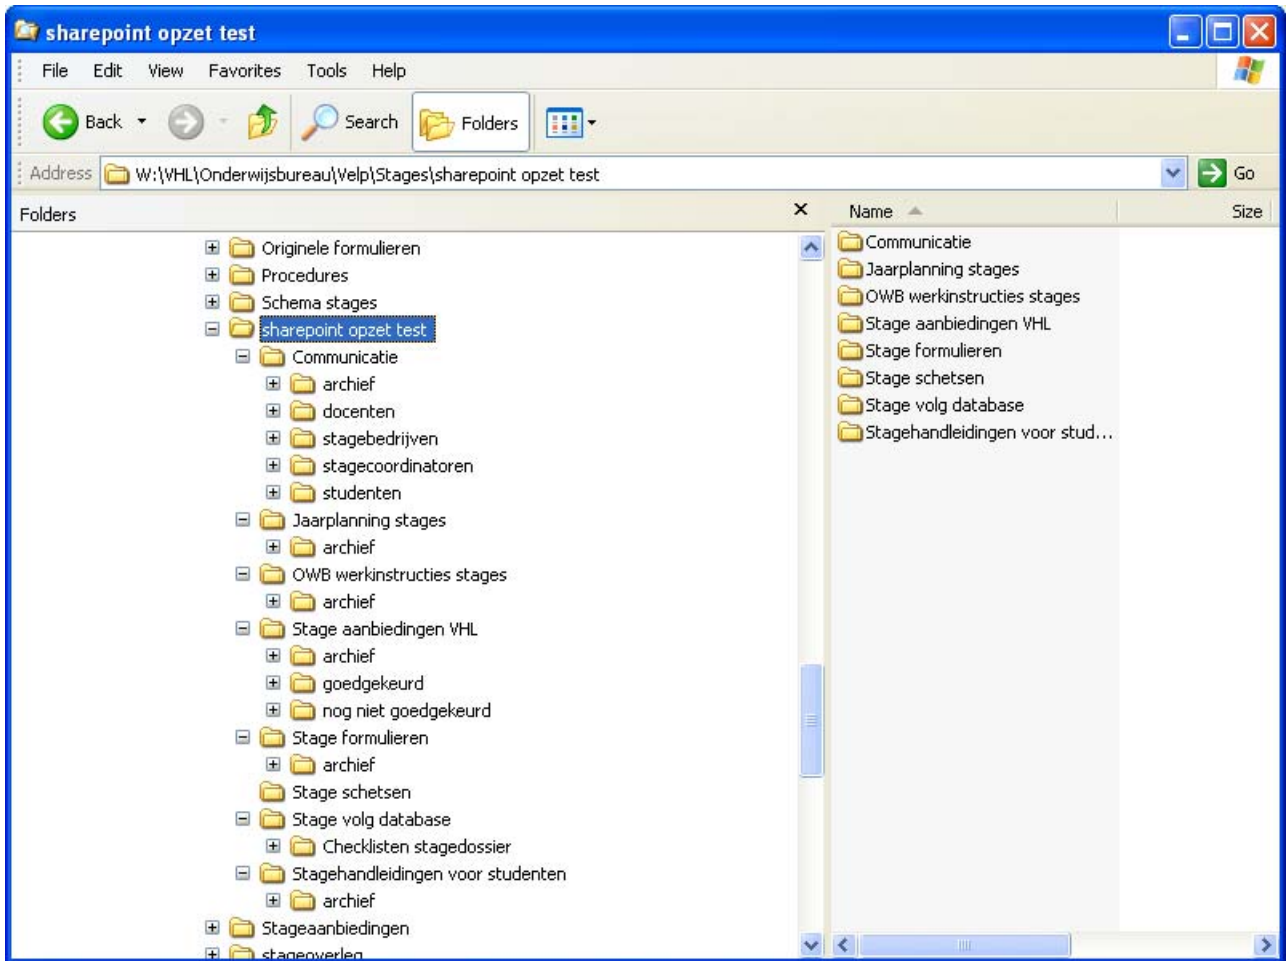 sharepoint opzet test
File Edit View Favorites Tools Help
Back Search Folders
Address W:\VHL\Onderwijsbureau\Velp\Stages\sharepoint opzet test Go
Folders
Originele formulieren
Procedures
Schema stages
sharepoint opzet test
Communicatie
archief
docenten
stagebedrijven
stagecoordinatoren
studenten
Jaarplanning stages
archief
OWB werkinstructies stages
archief
Stage aanbiedingen VHL
archief
goedgekeurd
nog niet goedgekeurd
Stage formulieren
archief
Stage schetsen
Stage volg database
Checklisten stagedossier
Stagehandleidingen voor studenten
archief
Stageaanbiedingen
stageoverleg
Name Size
Communicatie
Jaarplanning stages
OWB werkinstructies stages
Stage aanbiedingen VHL
Stage formulieren
Stage schetsen
Stage volg database
Stagehandleidingen voor stud...